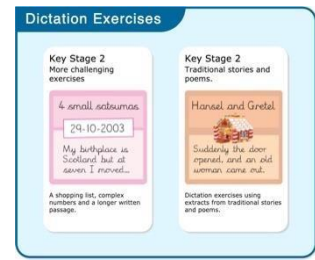 Dictation Exercises
Key Stage 2
More challenging
exercises
4 small satsumas
29-10-2003
My birthplace is
Scotland but at
seven I moved...
A shopping list, complex
numbers and a longer written
passage.
Key Stage 2
Traditional stories and
poems.
Hansel and Gretel
Suddenly the door
opened, and an old
woman came out.
Dictation exercises using
extracts from traditional stories
and poems.